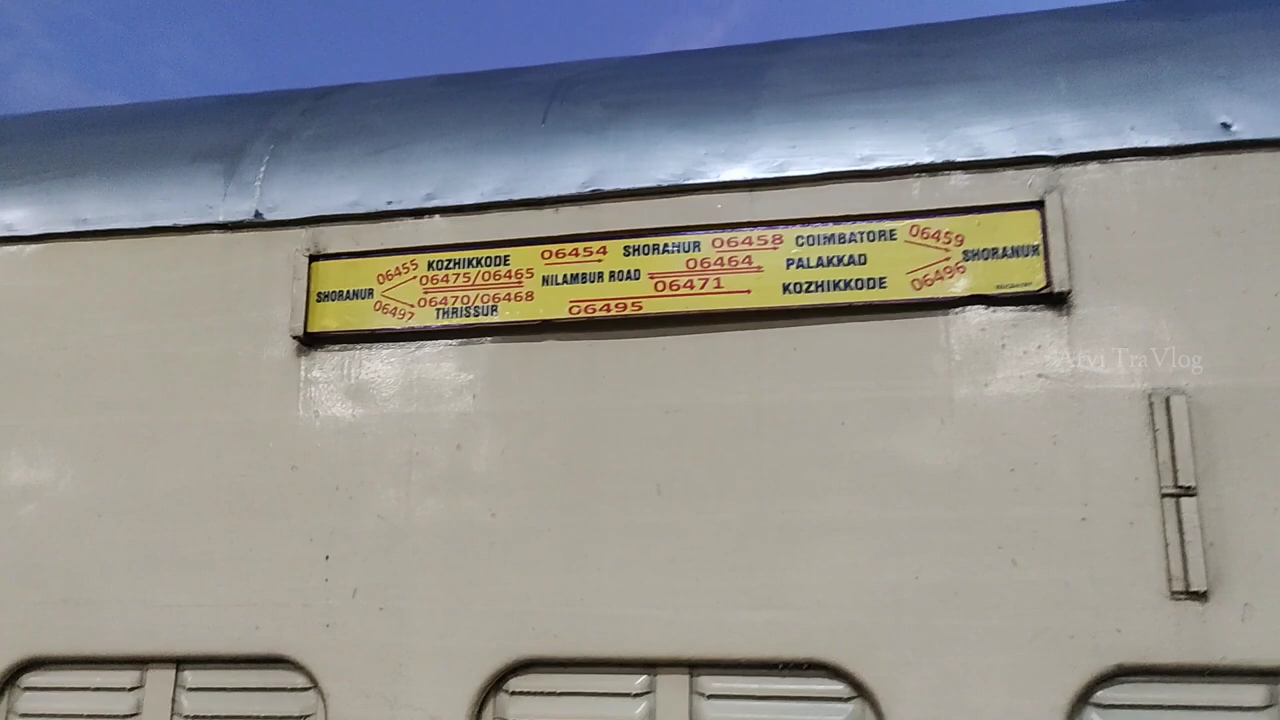 KOZHIKKODE 06454 SHORANUR 06458 COIMBATORE 06459
06455 06475/06465 NILAMBUR ROAD 06464 PALAKKAD SHORANUR
SHORANUR 06470/06468 06471 KOZHIKKODE 06496
06497 THRISSUR 06495
Arvi TraVlog